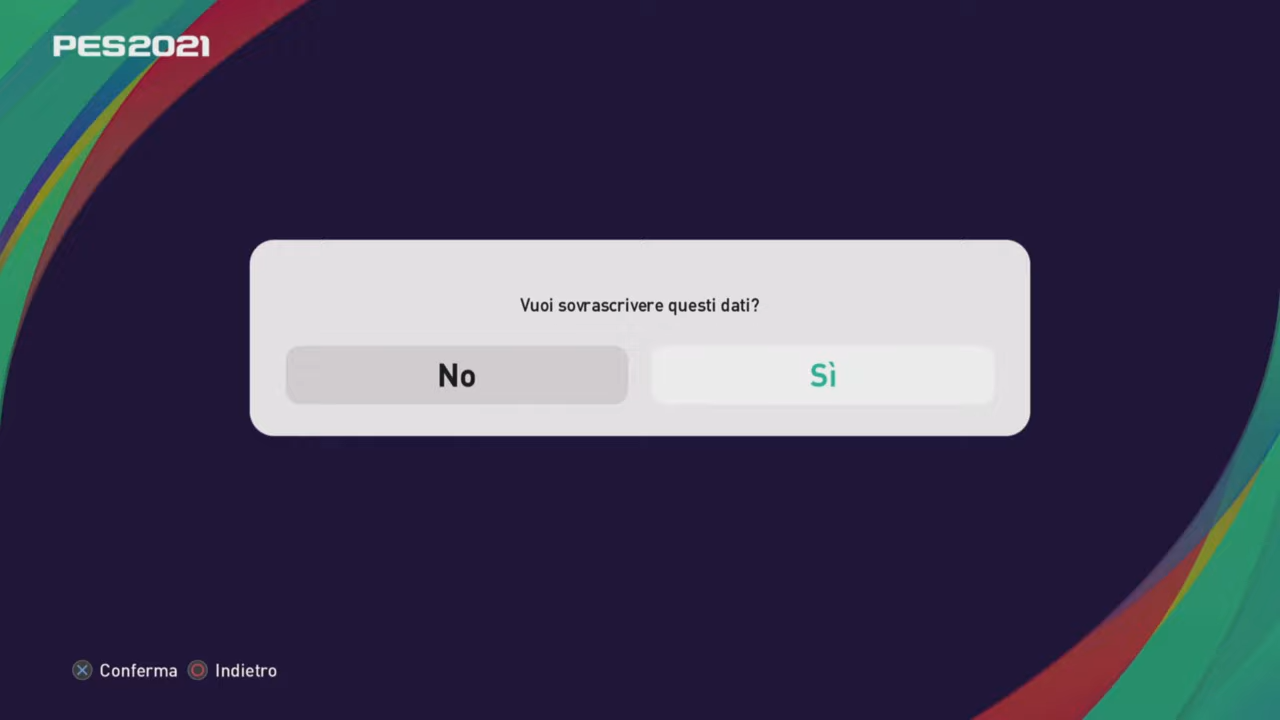 PES2021
Vuoi sovrascrivere questi dati?
No
Sì
Conferma
Indietro